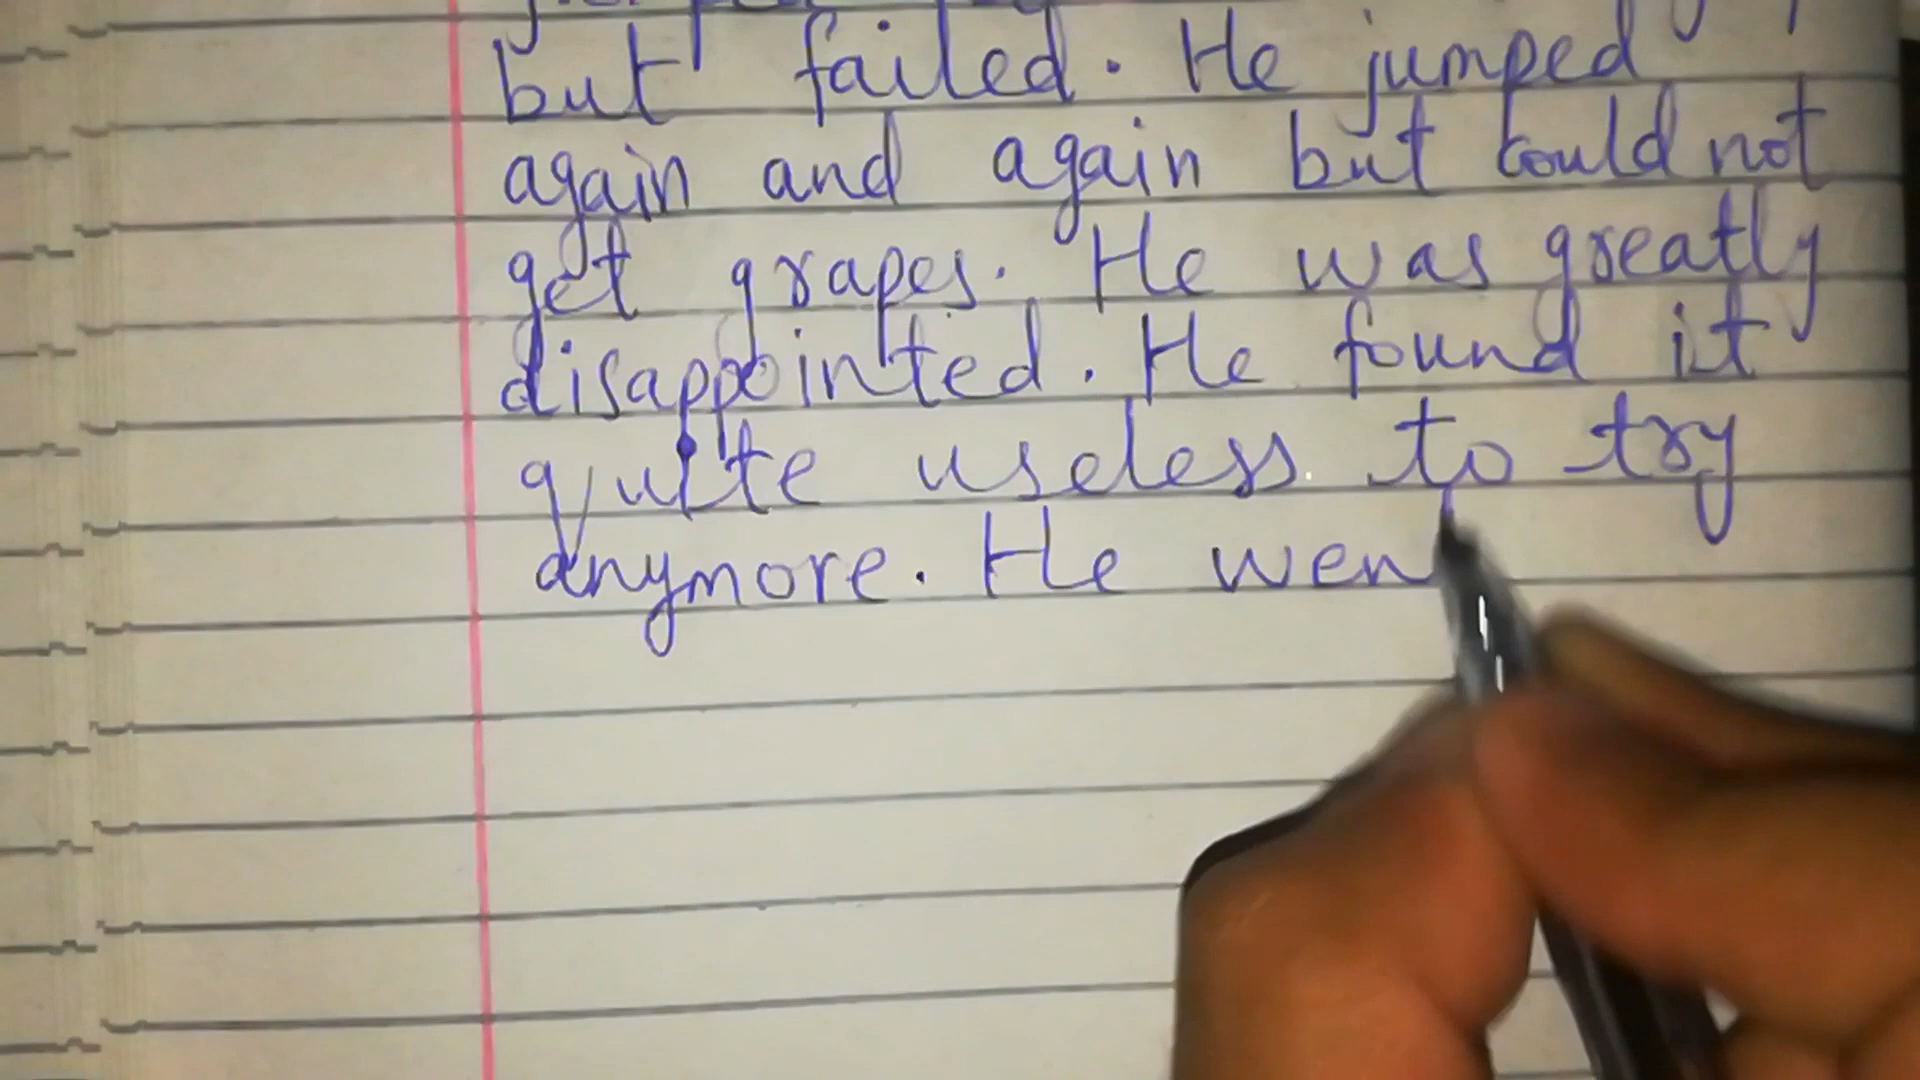 but failed. He jumped
again and again but could not
get grapes. He was greatly
disappointed. He found it
quite useless to try
anymore. He wen